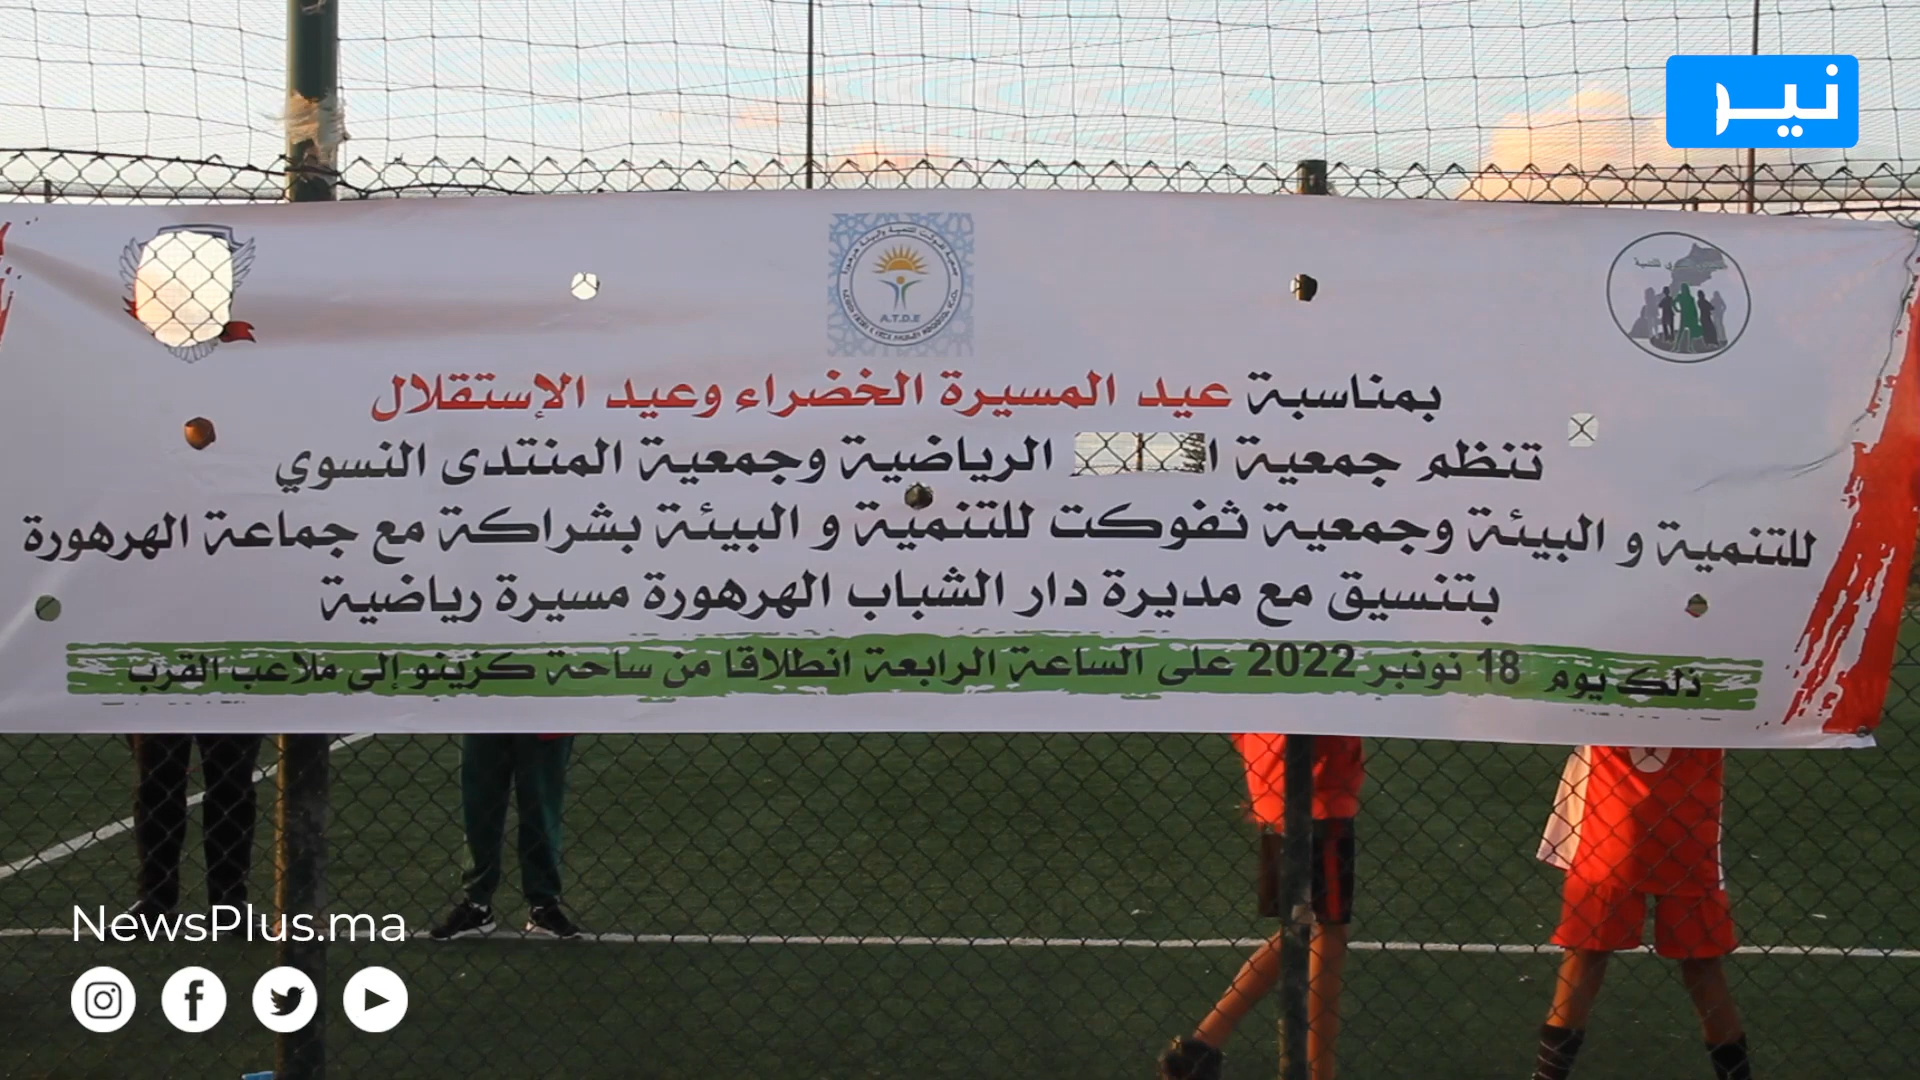 نير
A.T.D.E
بمناسبة عيد المسيرة الخضراء وعيد الإستقلال
تنظم جمعية الرياضية وجمعية المنتدى النسوي
للتنمية و البيئة وجمعية ثفوكت للتنمية و البيئة بشراكة مع جماعة الهرهورة
بتنسيق مع مديرة دار الشباب الهرهورة مسيرة رياضية
ذلك يوم 18 نونبر 2022 على الساعة الرابعة انطلاقا من ساحة كزينو إلى ملاعب القرب
NewsPlus.ma